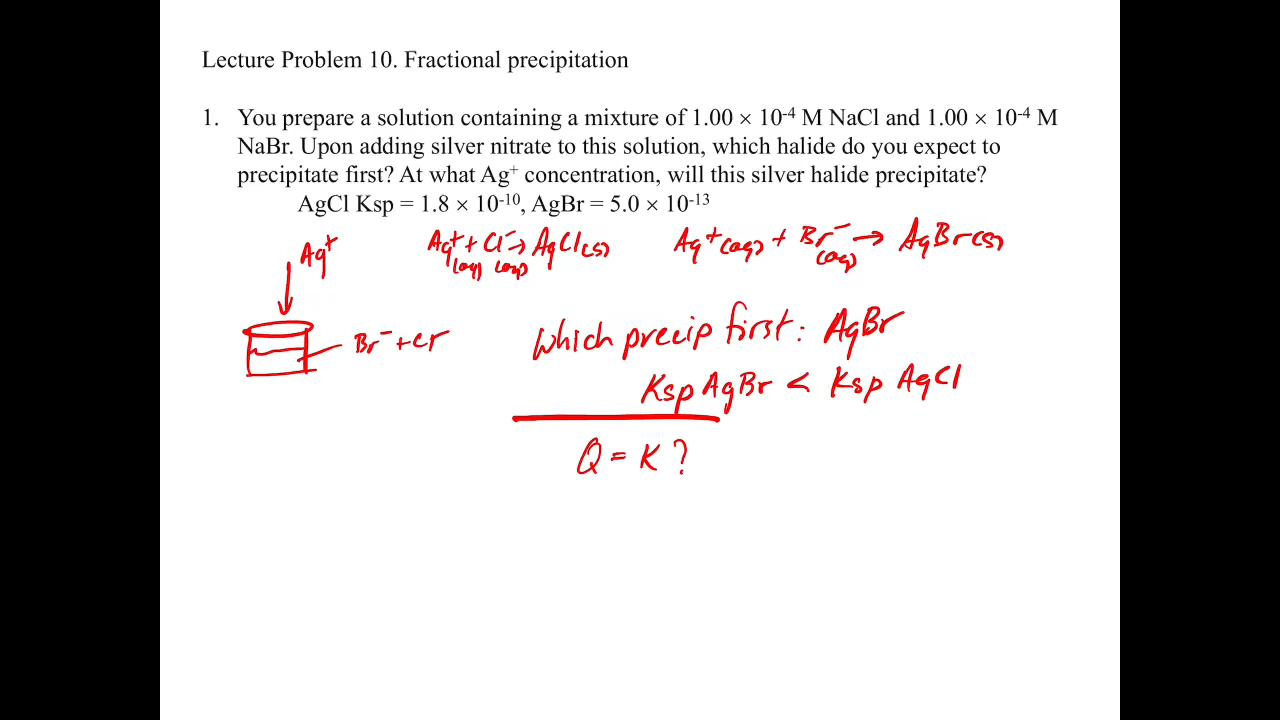 Lecture Problem 10. Fractional precipitation
1. You prepare a solution containing a mixture of 1.00 × 10⁻⁴ M NaCl and 1.00 × 10⁻⁴ M
NaBr. Upon adding silver nitrate to this solution, which halide do you expect to
precipitate first? At what Ag⁺ concentration, will this silver halide precipitate?
AgCl Ksp = 1.8 × 10⁻¹⁰, AgBr = 5.0 × 10⁻¹³
Ag⁺
Ag⁺ + Cl⁻ → AgCl(s)
(aq) (aq)
Ag⁺(aq) + Br⁻ → AgBr(s)
(aq)
Br⁻ + Cl⁻
Which precip first: AgBr
Ksp AgBr < Ksp AgCl
Q = K ?